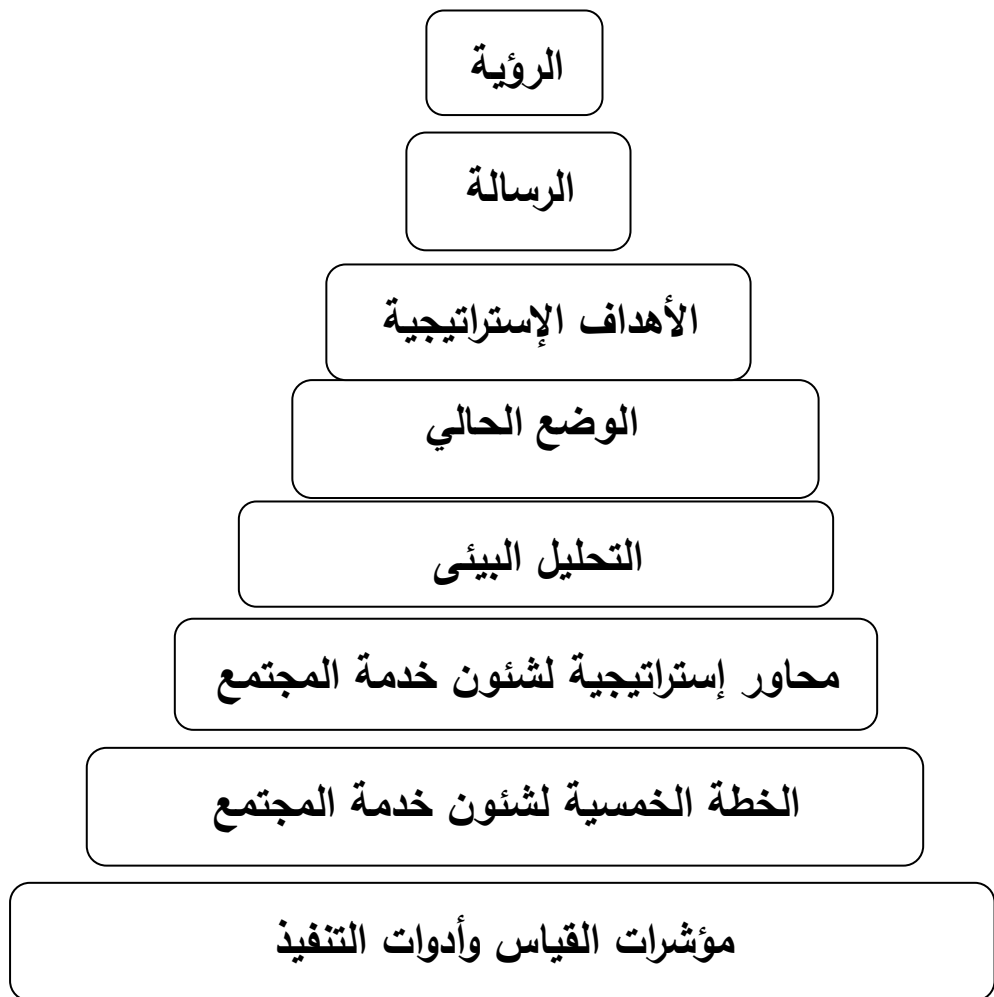 الرؤية
الرسالة
الأهداف الإستراتيجية
الوضع الحالي
التحليل البيئى
محاور إستراتيجية لشئون خدمة المجتمع
الخطة الخمسية لشئون خدمة المجتمع
مؤشرات القياس وأدوات التنفيذ